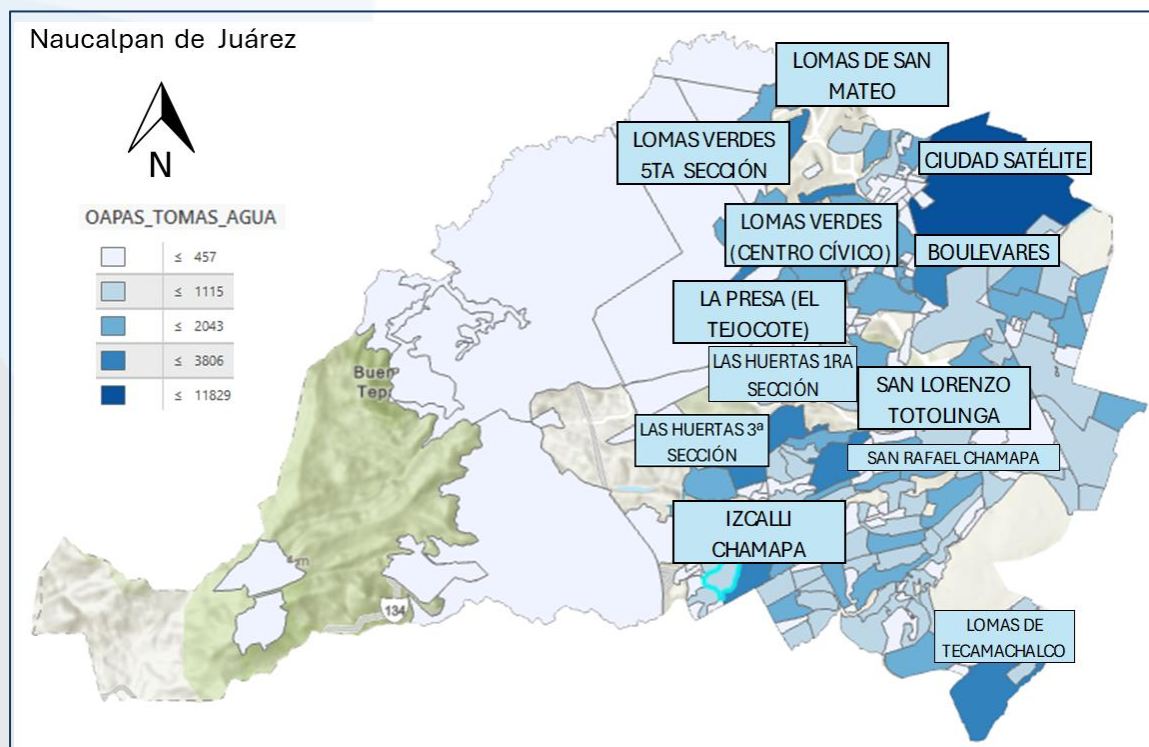 Naucalpan de Juárez
N
OAPAS_TOMAS_AGUA
≤ 457
≤ 1115
≤ 2043
≤ 3806
≤ 11829
LOMAS DE SAN
MATEO
LOMAS VERDES
5TA SECCIÓN
CIUDAD SATÉLITE
LOMAS VERDES
(CENTRO CÍVICO)
BOULEVARES
LA PRESA (EL
TEJOCOTE)
LAS HUERTAS 1RA
SECCIÓN
SAN LORENZO
TOTOLINGA
LAS HUERTAS 3ª
SECCIÓN
SAN RAFAEL CHAMAPA
IZCALLI
CHAMAPA
LOMAS DE
TECAMACHALCO
134